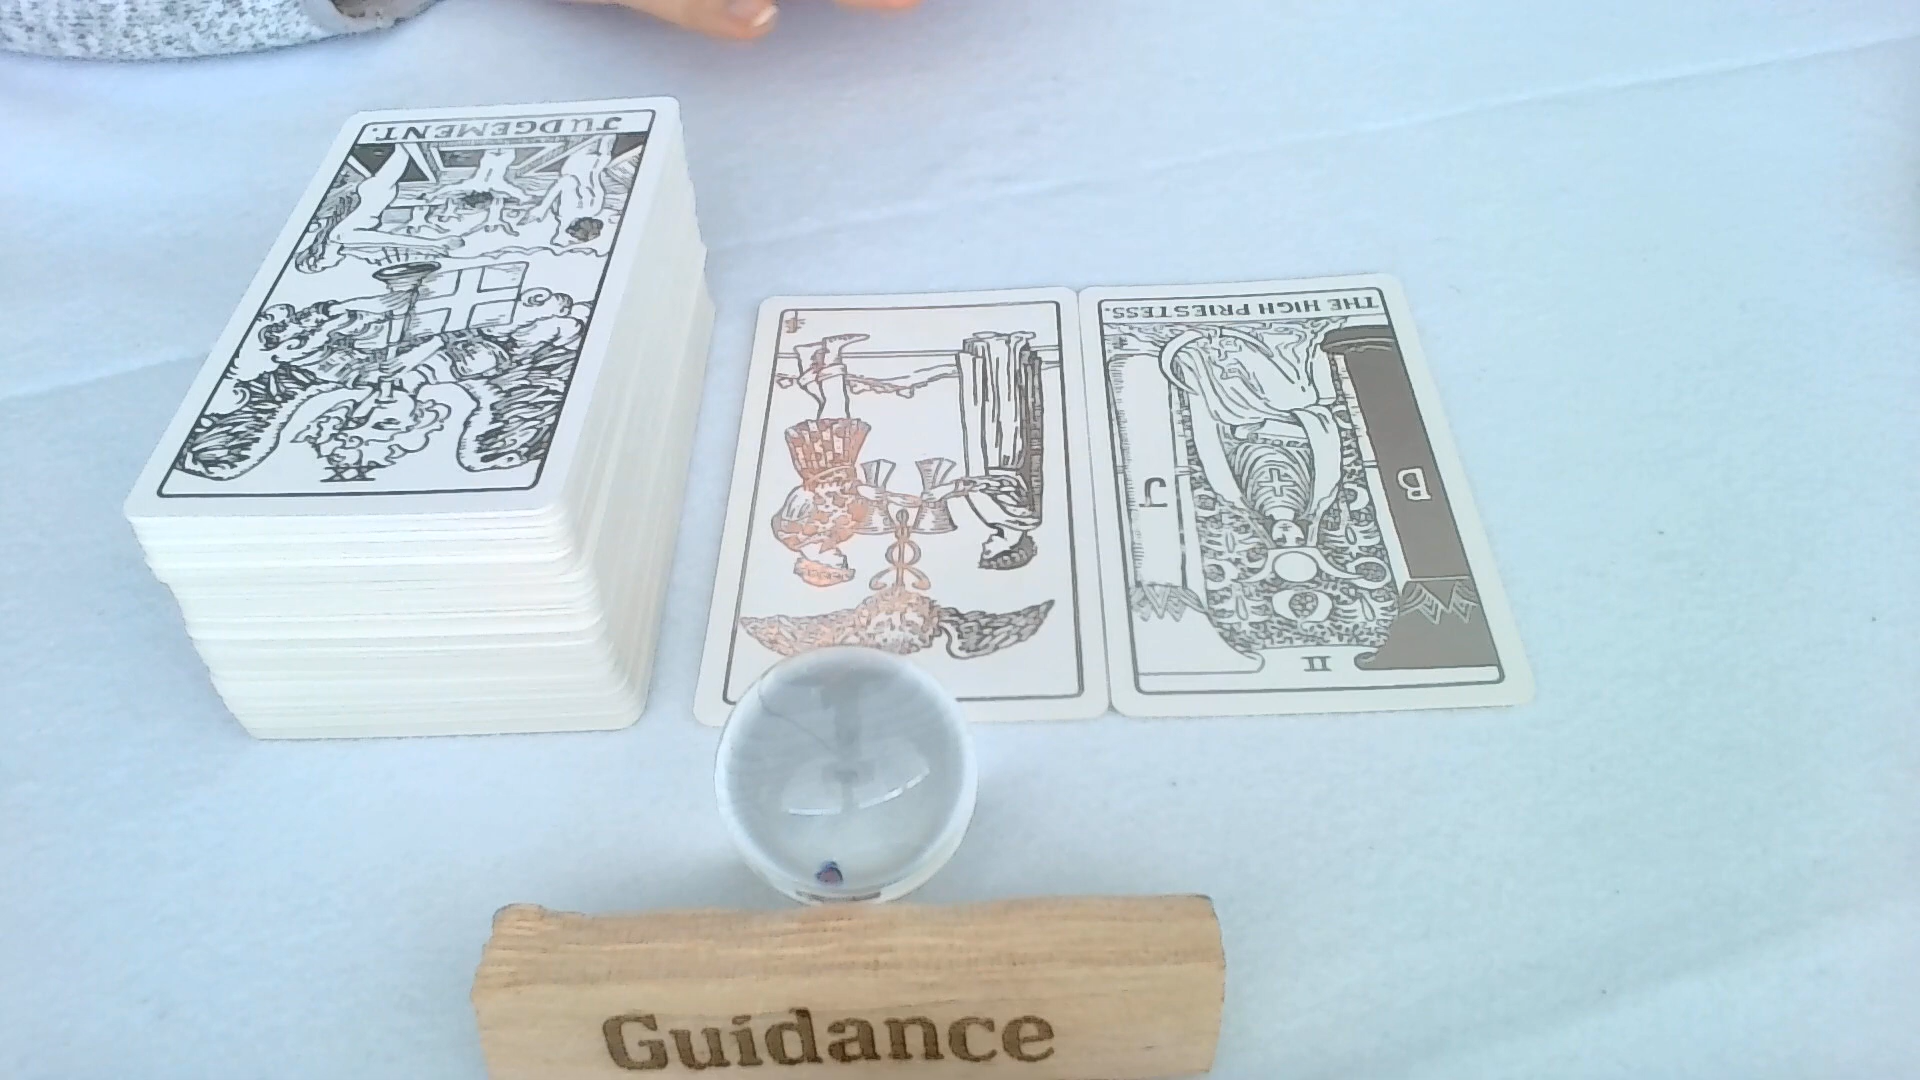 JUDGEMENT.
XX
THE HIGH PRIESTESS.
J
B
II
Guidance